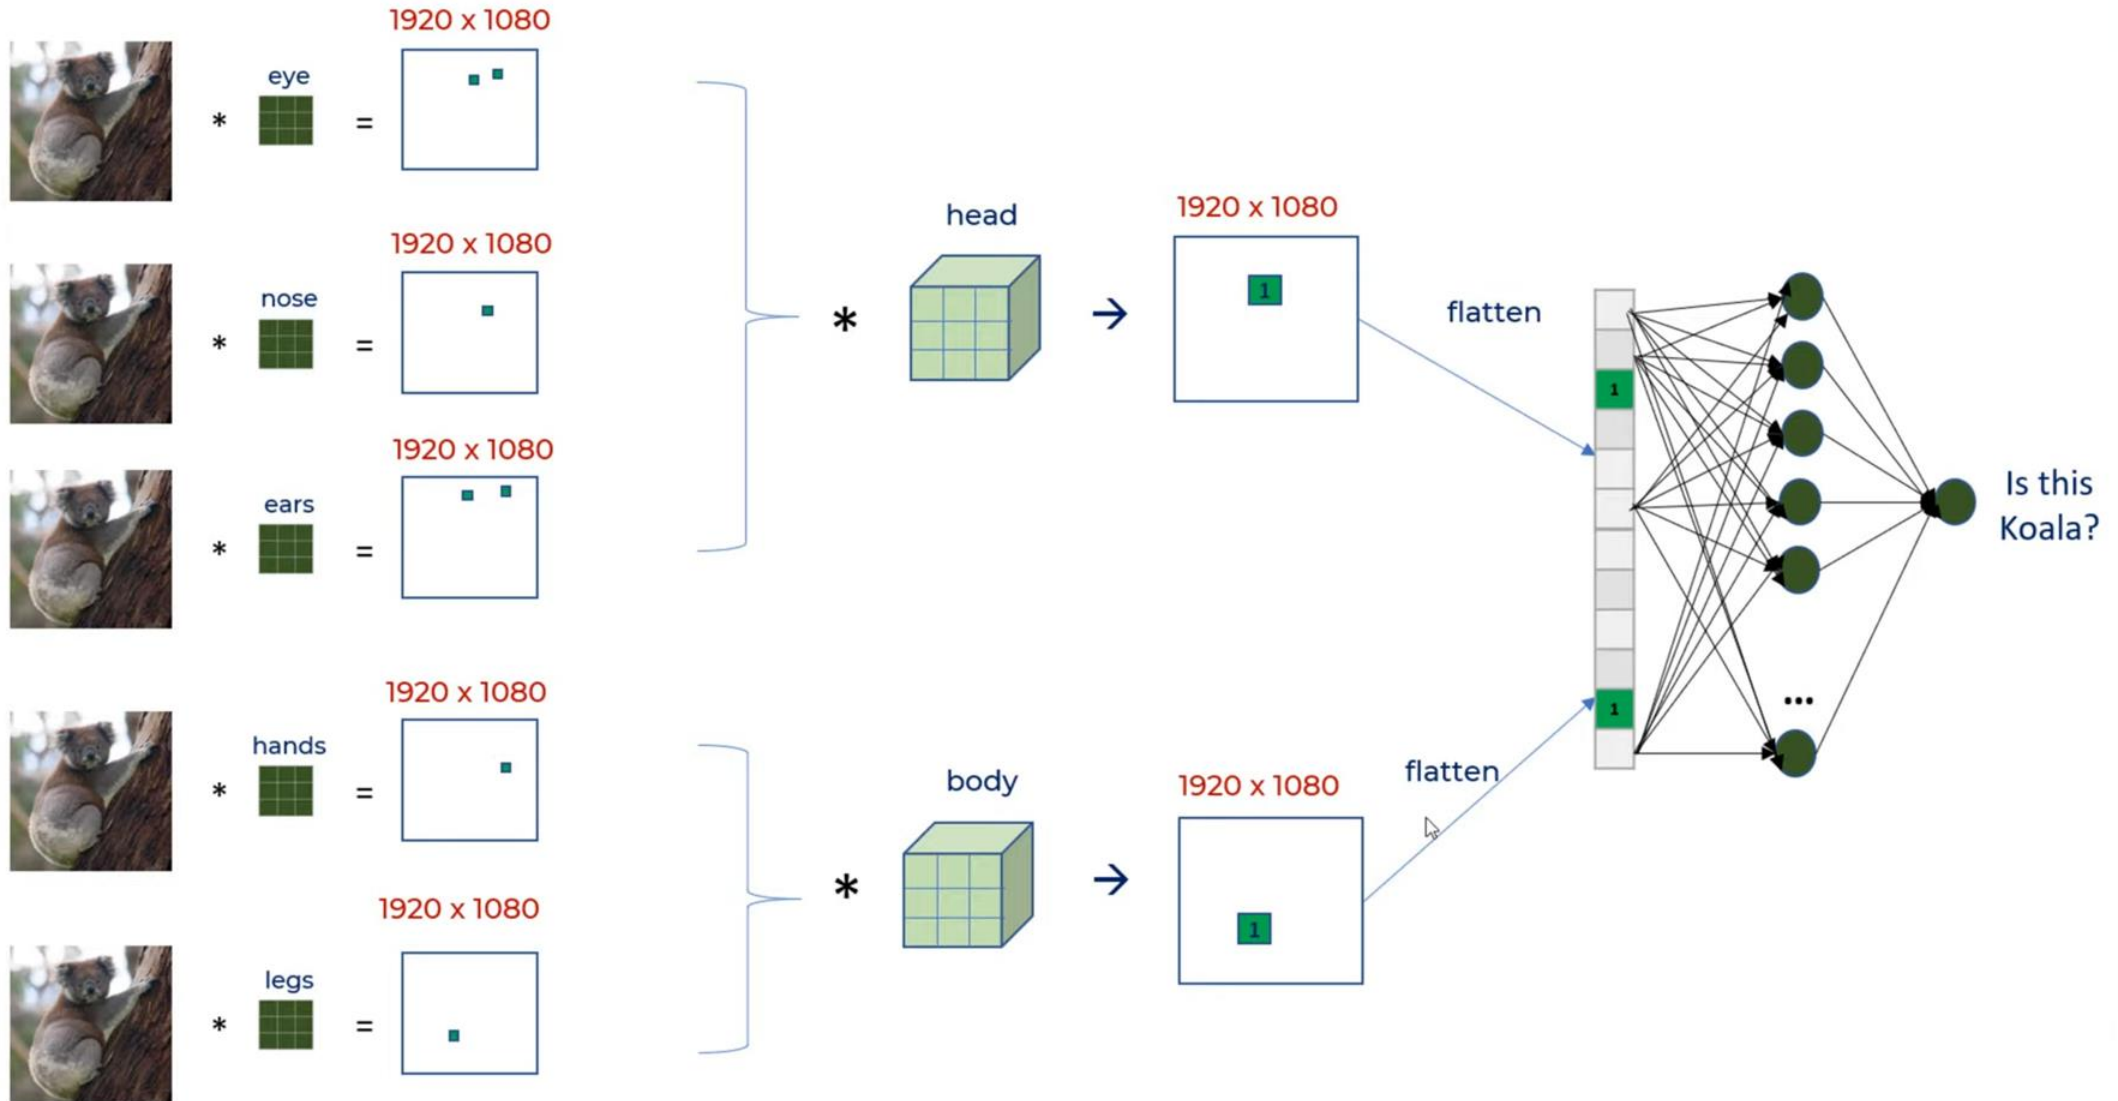 1920 x 1080
eye
*
=
1920 x 1080
nose
*
=
1920 x 1080
ears
*
=
1920 x 1080
hands
*
=
1920 x 1080
legs
*
=
head
*
→
1920 x 1080
1
flatten
body
*
→
1920 x 1080
1
flatten
1
1
...
Is this
Koala?